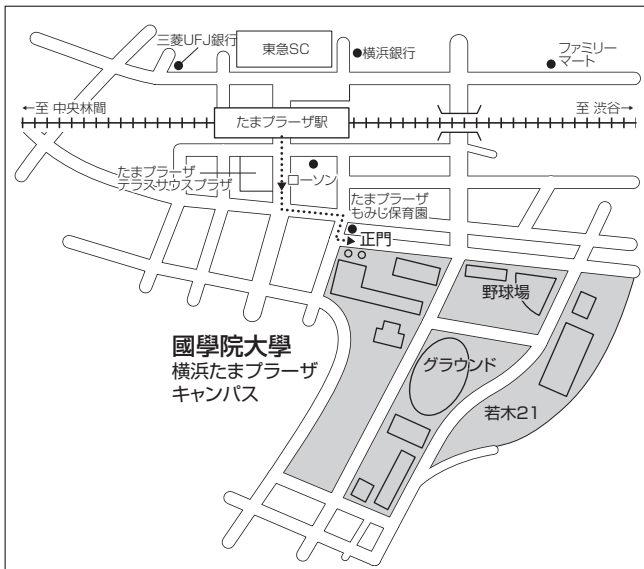 三菱UFJ銀行
東急SC
横浜銀行
ファミリー
マート
←至 中央林間
たまプラーザ駅
至 渋谷→
たまプラーザ
テラスサウスプラザ
ローソン
たまプラーザ
もみじ保育園
正門
野球場
國學院大學
横浜たまプラーザ
キャンパス
グラウンド
若木21